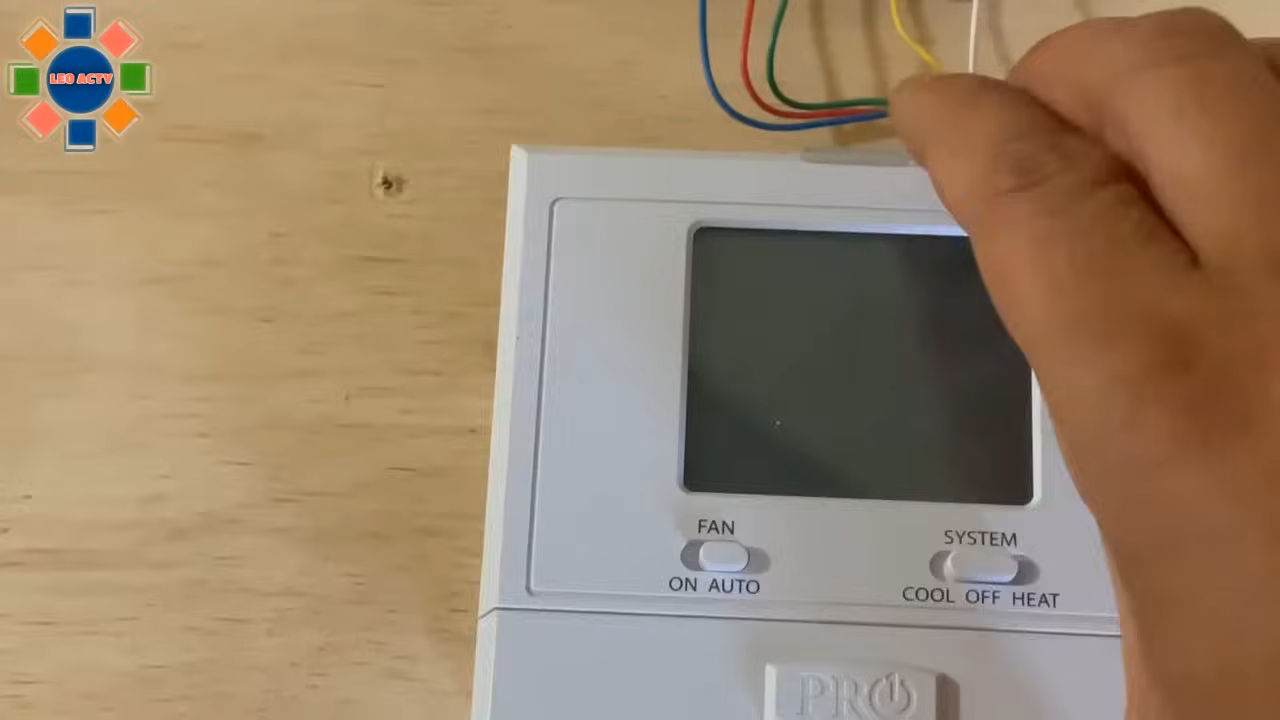 LEO ACTV
FAN
ON AUTO
SYSTEM
COOL OFF HEAT
PRO